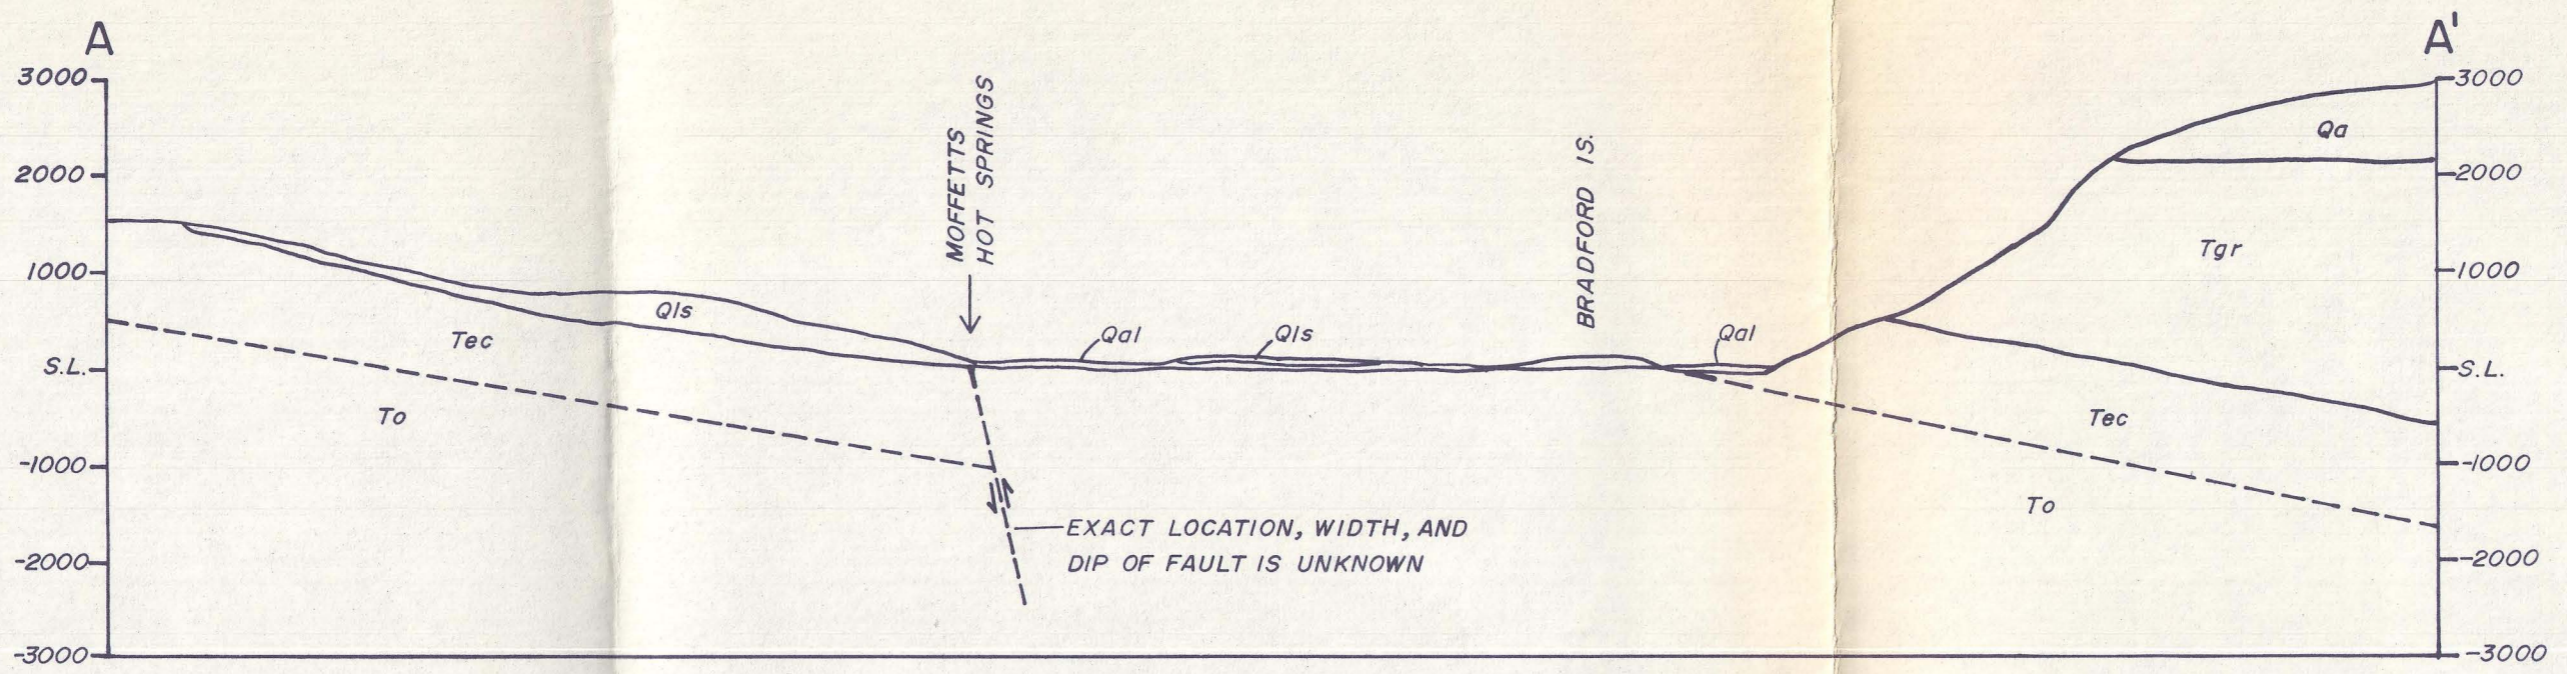 A
A'
3000
2000
1000
S.L.
-1000
-2000
-3000
MOFFETTS
HOT SPRINGS
BRADFORD IS.
Qls
Tec
To
Qal
Qls
Qal
Qa
Tgr
Tec
To
EXACT LOCATION, WIDTH, AND
DIP OF FAULT IS UNKNOWN
3000
2000
1000
S.L.
-1000
-2000
-3000